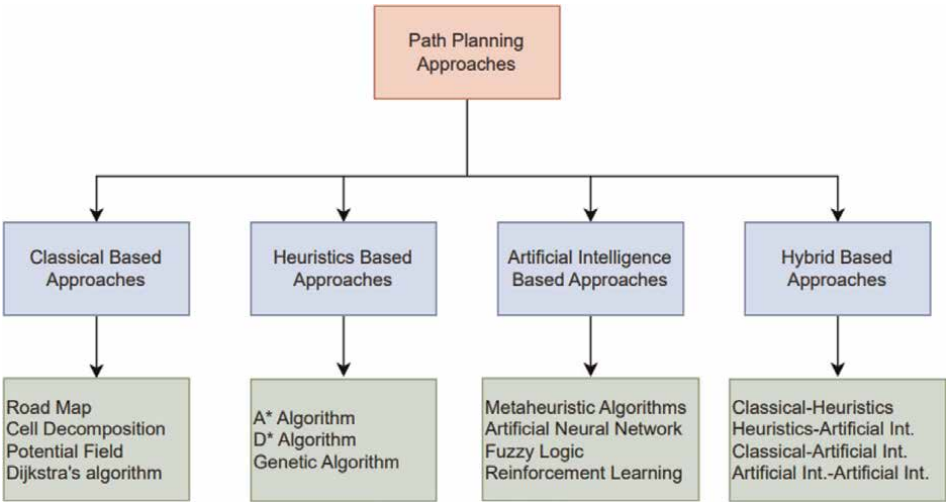 Path Planning
Approaches
Classical Based
Approaches
Heuristics Based
Approaches
Artificial Intelligence
Based Approaches
Hybrid Based
Approaches
Road Map
Cell Decomposition
Potential Field
Dijkstra's algorithm
A* Algorithm
D* Algorithm
Genetic Algorithm
Metaheuristic Algorithms
Artificial Neural Network
Fuzzy Logic
Reinforcement Learning
Classical-Heuristics
Heuristics-Artificial Int.
Classical-Artificial Int.
Artificial Int.-Artificial Int.